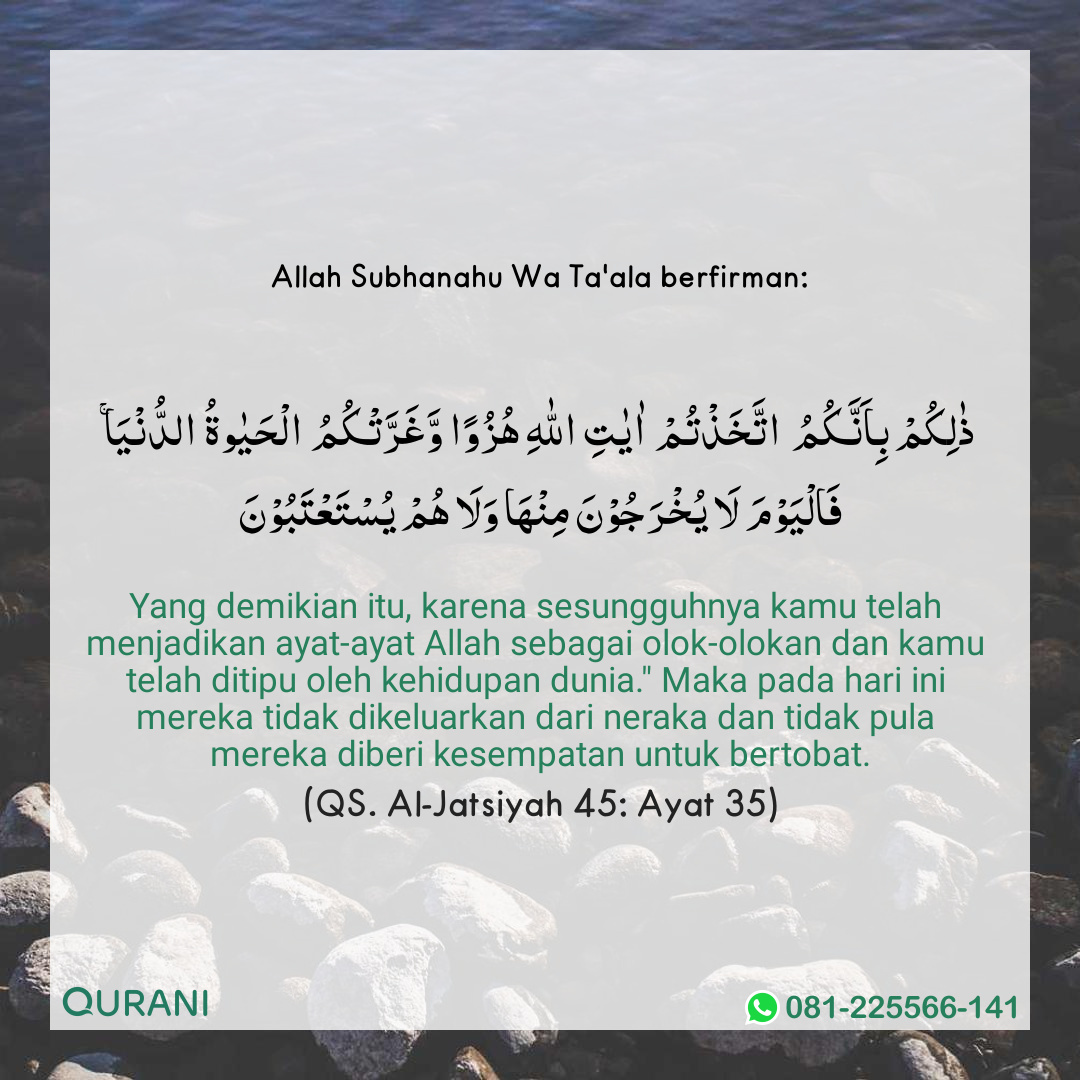 Allah Subhanahu Wa Ta'ala berfirman:
ذٰلِكُمْ بِاَنَّكُمُ اتَّخَذْتُمْ اٰيٰتِ اللّٰهِ هُزُوًا وَّغَرَّتْكُمُ الْحَيٰوةُ الدُّنْيَا ۚ
فَالْيَوْمَ لَا يُخْرَجُوْنَ مِنْهَا وَلَا هُمْ يُسْتَعْتَبُوْنَ
Yang demikian itu, karena sesungguhnya kamu telah
menjadikan ayat-ayat Allah sebagai olok-olokan dan kamu
telah ditipu oleh kehidupan dunia." Maka pada hari ini
mereka tidak dikeluarkan dari neraka dan tidak pula
mereka diberi kesempatan untuk bertobat.
(QS. Al-Jatsiyah 45: Ayat 35)
QURANI
081-225566-141